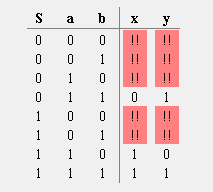 S a b x y
0 0 0 !! !!
0 0 1 !! !!
0 1 0 !! !!
0 1 1 0 1
1 0 0 !! !!
1 0 1 !! !!
1 1 0 1 0
1 1 1 1 1